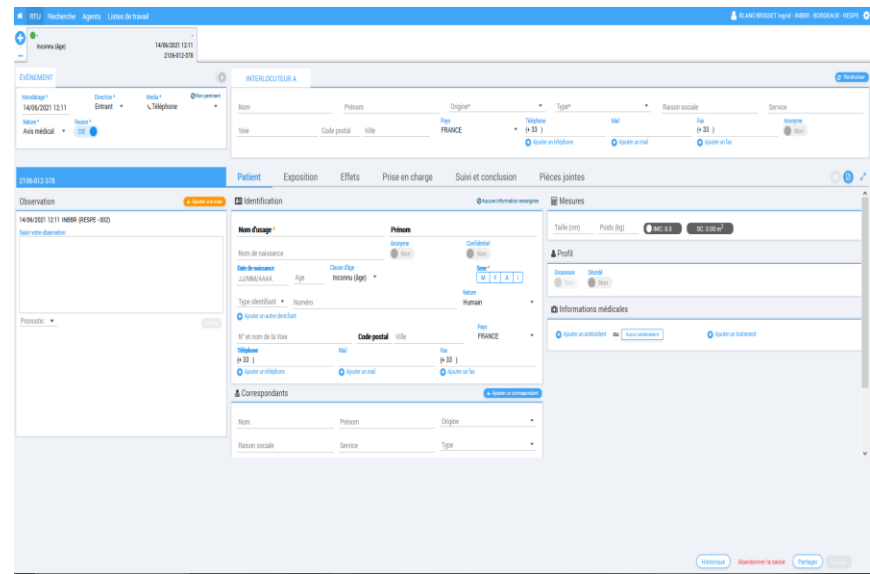 RTU Recherche Agents Listes de travail
BLANC-BRISSET Ingrid - INBBR - BORDEAUX - RESPE
Inconnu (âge) 14/06/2021 12:11
2106-012-378
ÉVÉNEMENT
INTERLOCUTEUR A
Réinitialiser
Horodatage* Direction* Média* Non pertinent
14/06/2021 12:11 Entrant Téléphone
Nature* Raison*
Avis médical CIE
Nom Prénom Origine* Type* Raison sociale Service
Voie Code postal Ville Pays Téléphone Mail Fax Anonyme
FRANCE (+ 33 ) (+ 33 ) Non
Ajouter un téléphone Ajouter un mail Ajouter un fax
2106-012-378
Patient Exposition Effets Prise en charge Suivi et conclusion Pièces jointes
Observation
Ajouter une note
14/06/2021 12:11 INBBR (RESPE -002)
Saisir votre observation
Pronostic
Identification
Aucune information renseignée
Nom d'usage* Prénom
Anonyme Confidentiel
Nom de naissance Non Non
Date de naissance Classe d'âge Sexe*
JJ/MM/AAAA Age Inconnu (âge) M F A I
Nature
Type identifiant Numéro Humain
Ajouter un autre identifiant
Pays
N° et nom de la Voie Code postal Ville FRANCE
Téléphone Mail Fax
(+ 33 ) (+ 33 )
Ajouter un téléphone Ajouter un mail Ajouter un fax
Correspondants
Ajouter un correspondant
Nom Prénom Origine
Raison sociale Service Type
Mesures
Taille (cm) Poids (kg) IMC: 0.0 SC: 0.00 m²
Profil
Grossesse Décédé
Non Non
Informations médicales
Ajouter un antécédent ou Aucun antécédent Ajouter un traitement
Historique Abandonner la saisie Partager